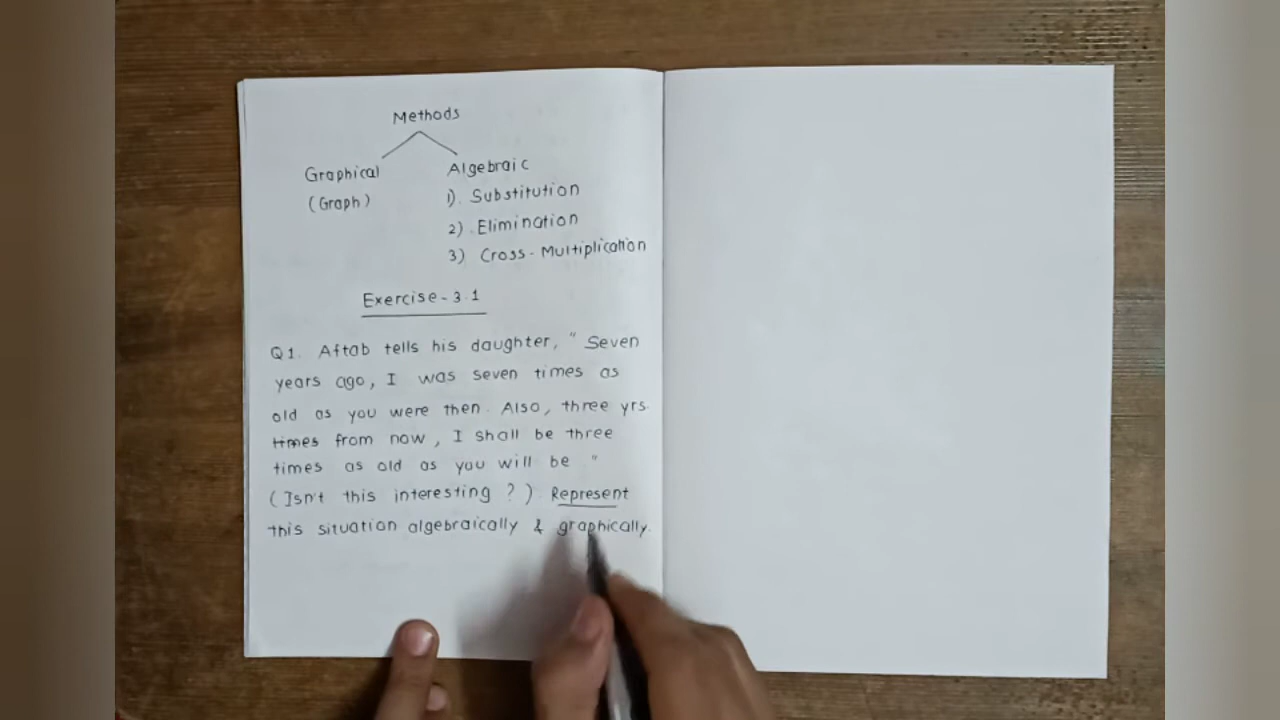 Methods
Graphical
(Graph)
Algebraic
1). Substitution
2). Elimination
3) Cross-Multiplication
Exercise-3.1
Q1. Aftab tells his daughter, "Seven
years ago, I was seven times as
old as you were then. Also, three yrs.
times from now, I shall be three
times as old as you will be "
(Isn't this interesting ?) Represent
this situation algebraically & graphically.